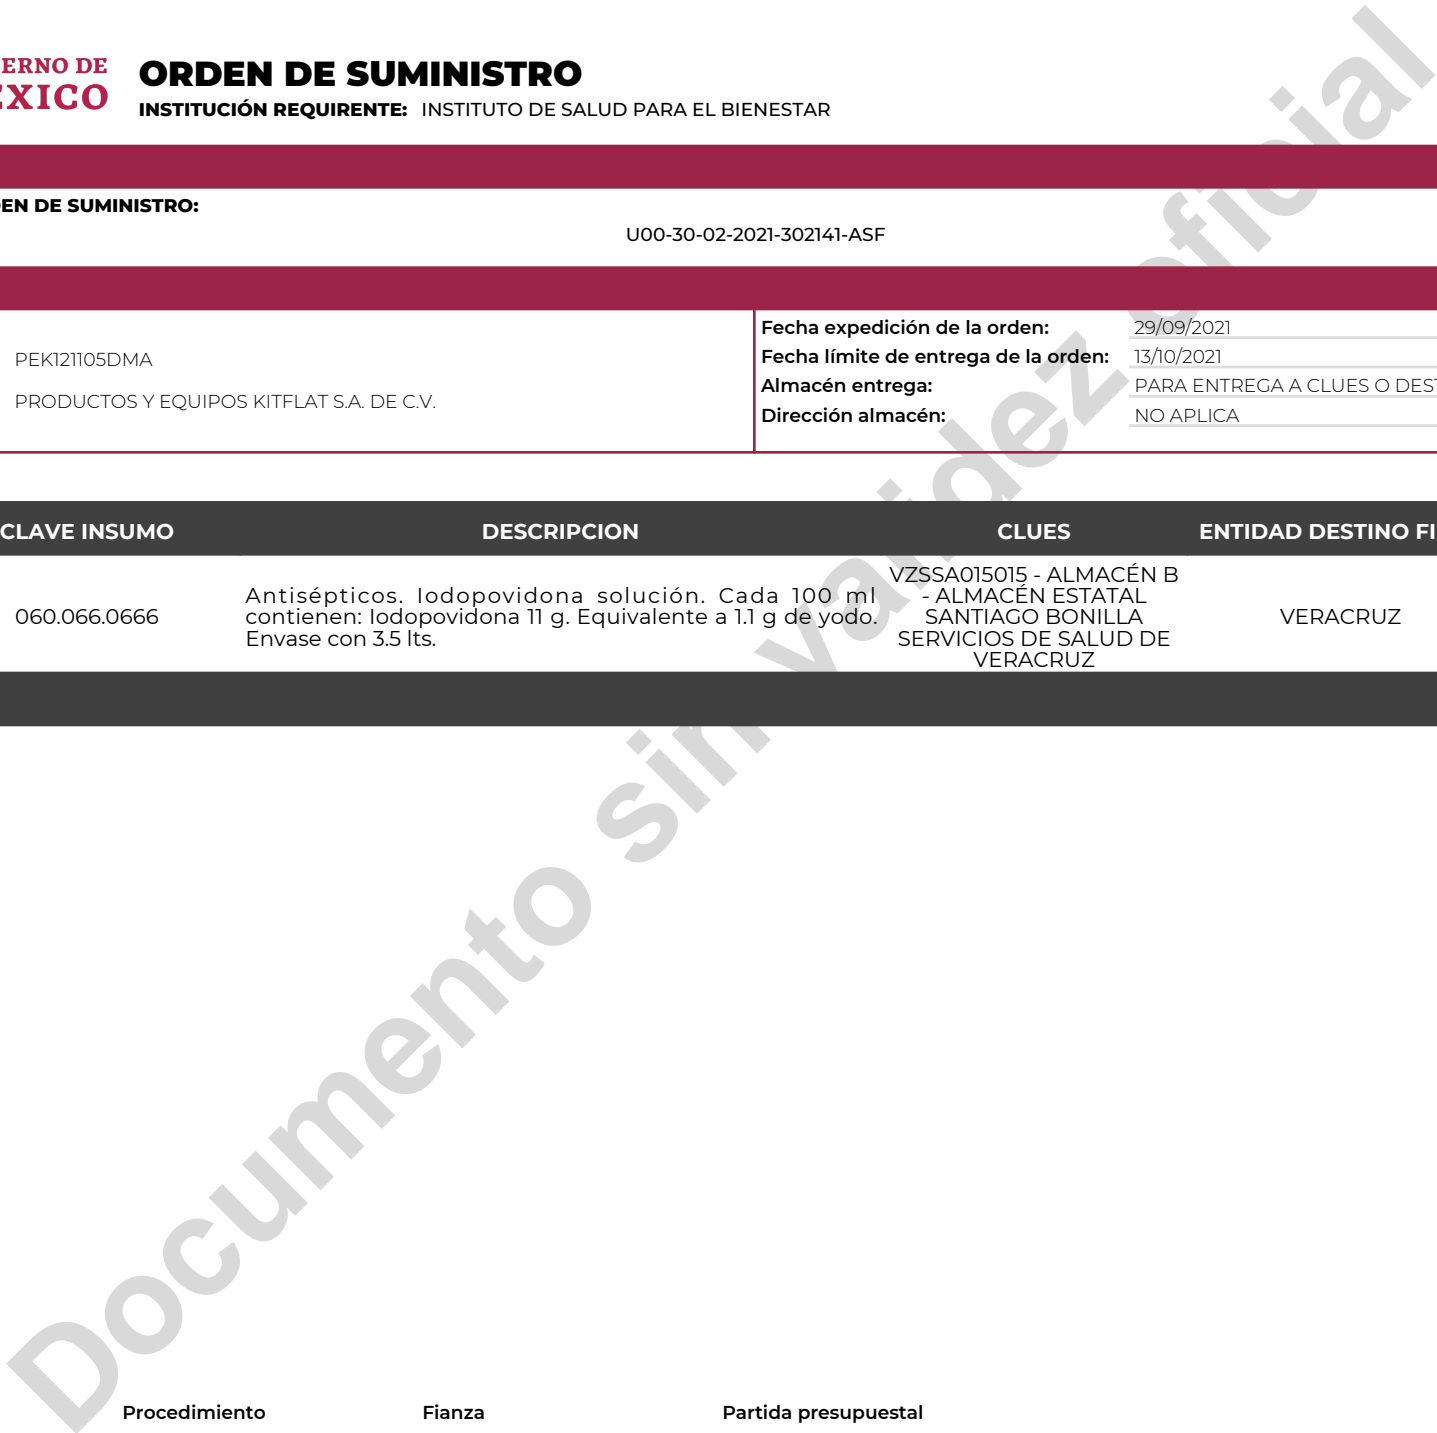 ERNO DE
EXICO
ORDEN DE SUMINISTRO
INSTITUCIÓN REQUIRENTE: INSTITUTO DE SALUD PARA EL BIENESTAR
EN DE SUMINISTRO:
U00-30-02-2021-302141-ASF
PEK121105DMA
PRODUCTOS Y EQUIPOS KITFLAT S.A. DE C.V.
Fecha expedición de la orden: 29/09/2021
Fecha límite de entrega de la orden: 13/10/2021
Almacén entrega: PARA ENTREGA A CLUES O DEST
Dirección almacén: NO APLICA
CLAVE INSUMO DESCRIPCION CLUES ENTIDAD DESTINO FI
060.066.0666
Antisépticos. Iodopovidona solución. Cada 100 ml
contienen: Iodopovidona 11 g. Equivalente a 1.1 g de yodo.
Envase con 3.5 lts.
VZSSA015015 - ALMACÉN B
- ALMACÉN ESTATAL
SANTIAGO BONILLA
SERVICIOS DE SALUD DE
VERACRUZ
VERACRUZ
Documento sin validez oficial
Procedimiento Fianza Partida presupuestal